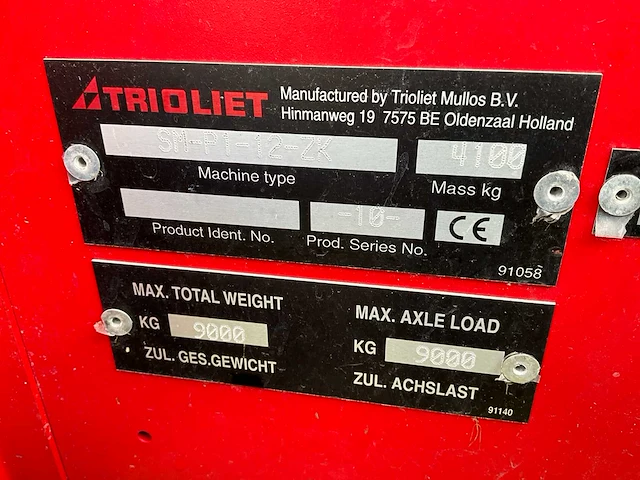 TRIOLIET Manufactured by Trioliet Mullos B.V.
Hinmanweg 19 7575 BE Oldenzaal Holland
SM-P1-12-ZK 4100
Machine type Mass kg
-10- CE
Product Ident. No. Prod. Series No.
91058
MAX. TOTAL WEIGHT
KG 9000
ZUL. GES.GEWICHT
MAX. AXLE LOAD
KG 9000
ZUL. ACHSLAST
91140